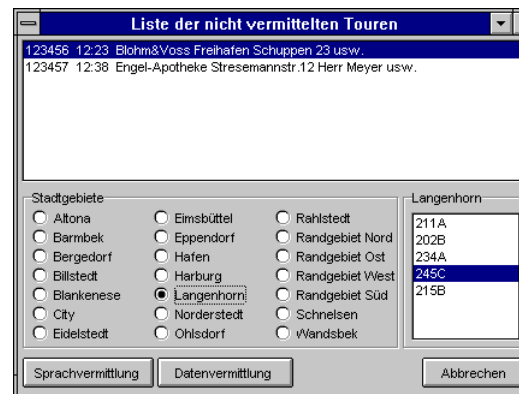 Liste der nicht vermittelten Touren
123456 12:23 Blohm&Voss Freihafen Schuppen 23 usw.
123457 12:38 Engel-Apotheke Stresemannstr.12 Herr Meyer usw.
Stadtgebiete
Altona
Barmbek
Bergedorf
Billstedt
Blankenese
City
Eidelstedt
Eimsbüttel
Eppendorf
Hafen
Harburg
Langenhorn
Norderstedt
Ohlsdorf
Rahlstedt
Randgebiet Nord
Randgebiet Ost
Randgebiet West
Randgebiet Süd
Schnelsen
Wandsbek
Langenhorn
211A
202B
234A
245C
215B
Sprachvermittlung
Datenvermittlung
Abbrechen